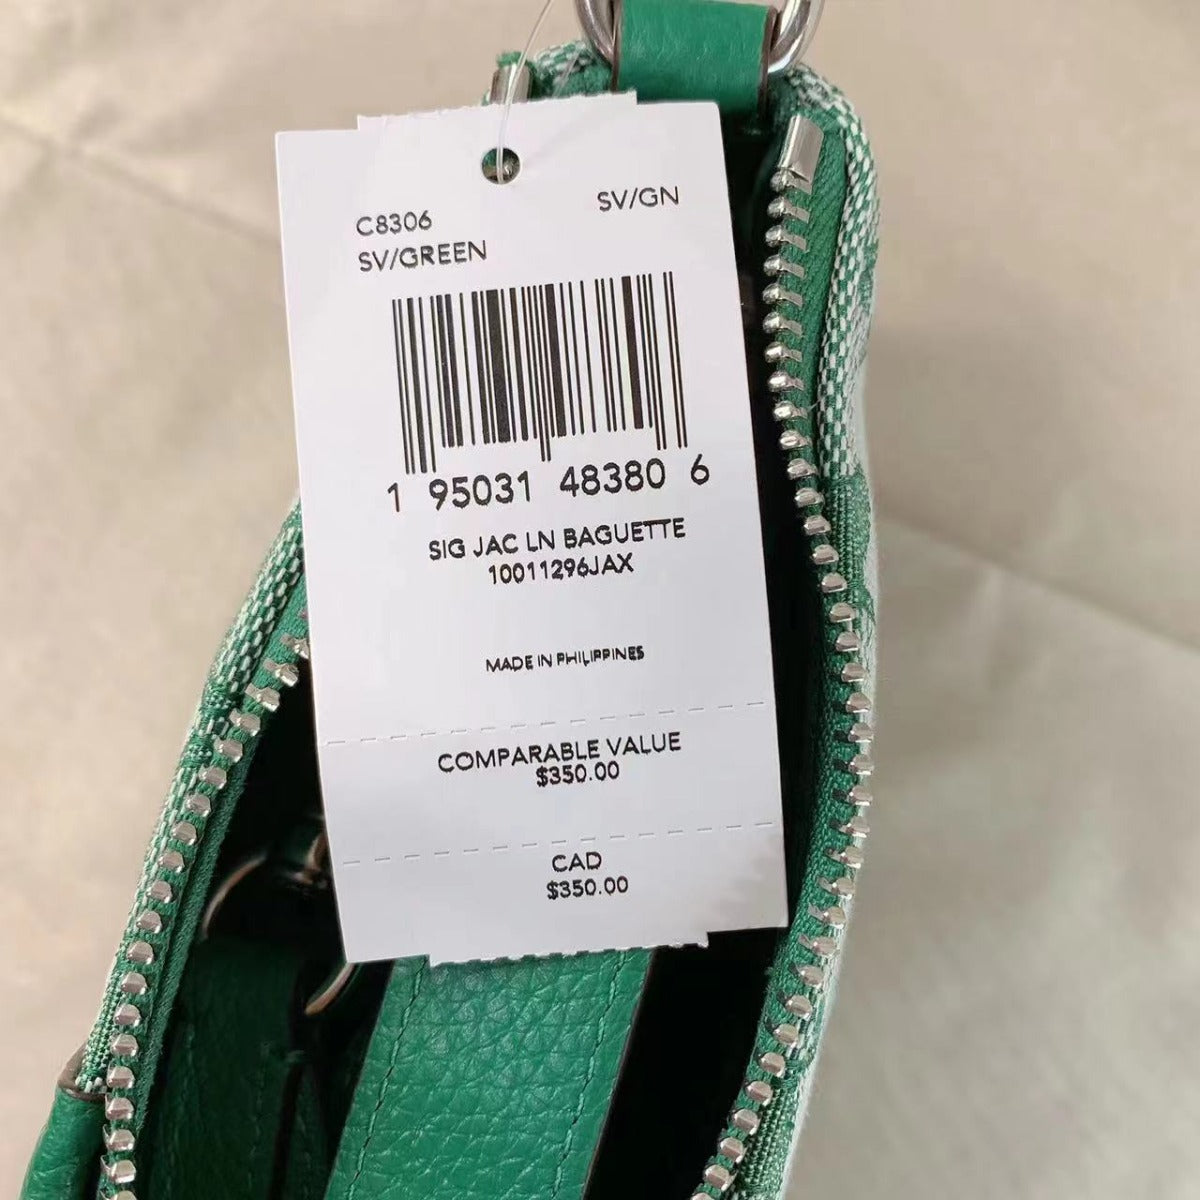 C8306
SV/GN
SV/GREEN
1 95031 48380 6
SIG JAC LN BAGUETTE
10011296JAX
MADE IN PHILIPPINES
COMPARABLE VALUE
$350.00
CAD
$350.00